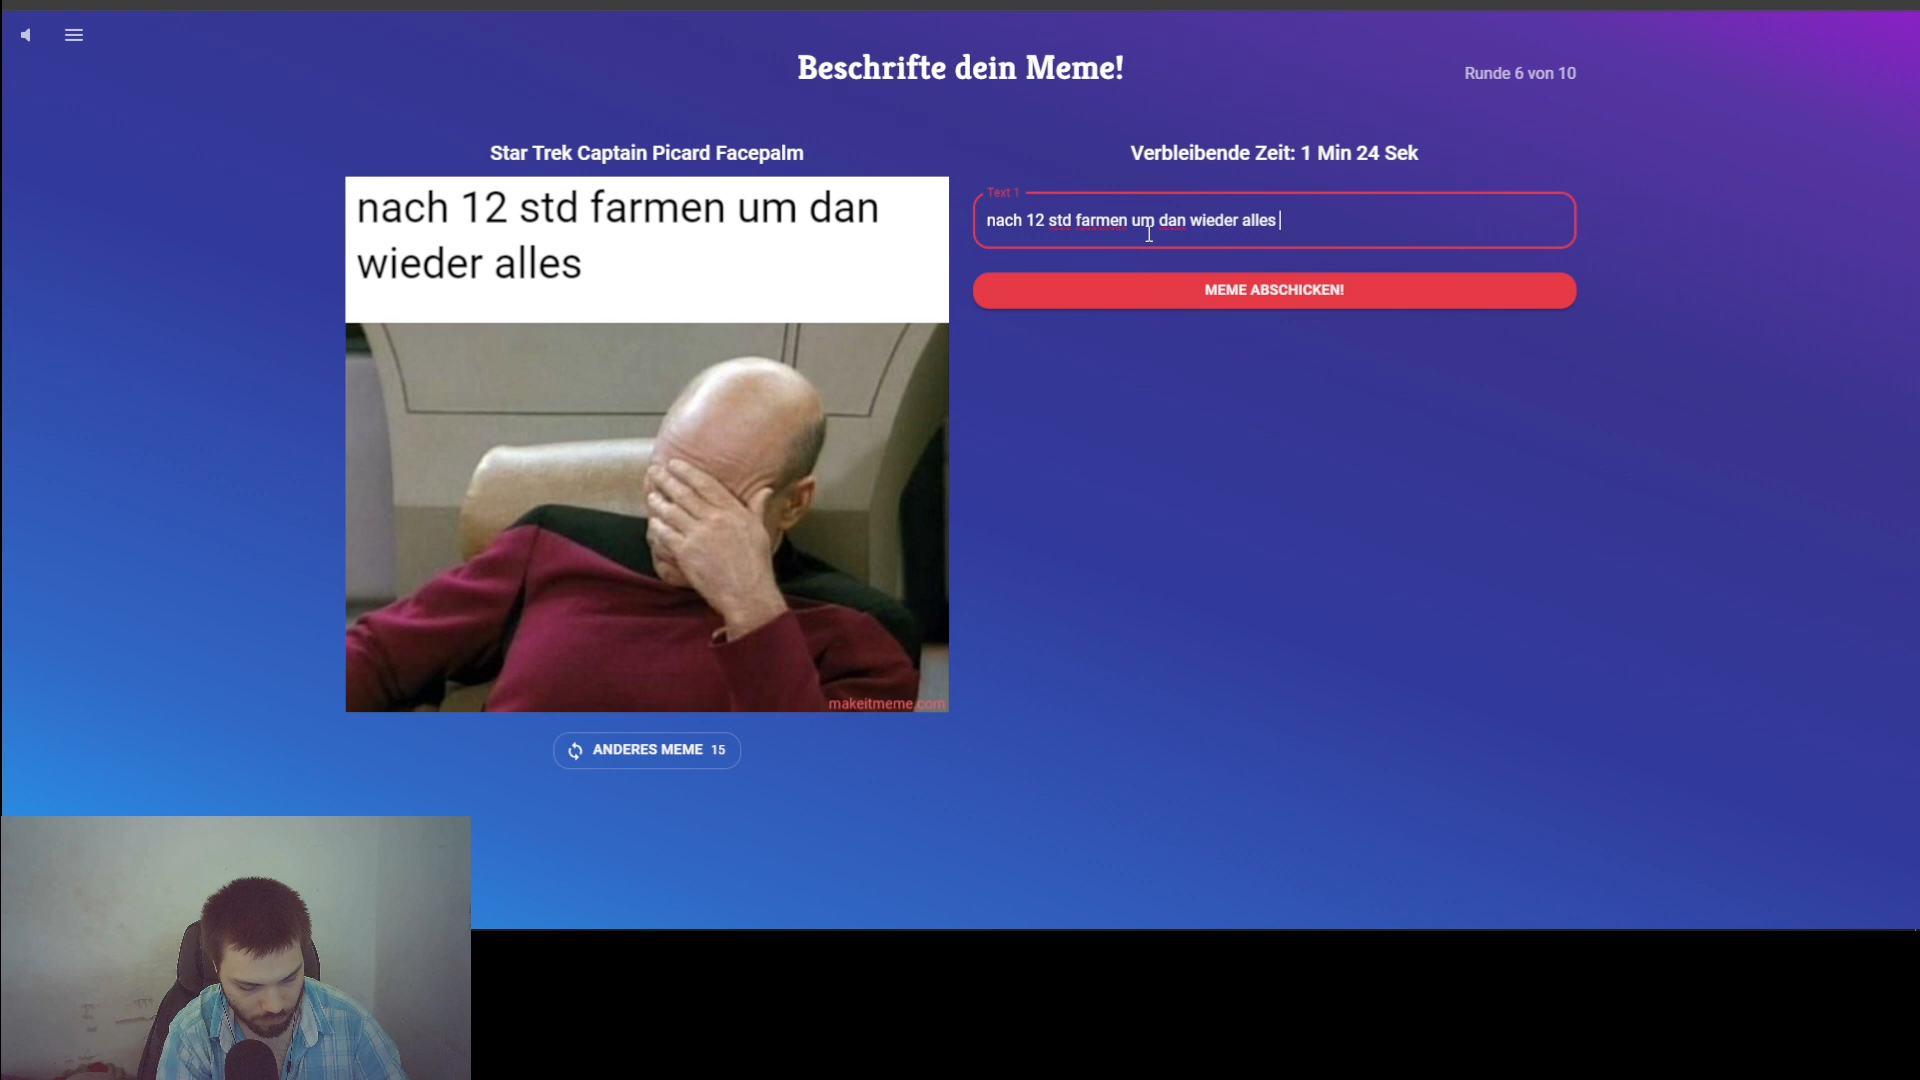 Beschrifte dein Meme!
Runde 6 von 10
Star Trek Captain Picard Facepalm
nach 12 std farmen um dan
wieder alles
makeitmeme.com
ANDERES MEME 15
Verbleibende Zeit: 1 Min 24 Sek
Text 1
nach 12 std farmen um dan wieder alles
MEME ABSCHICKEN!